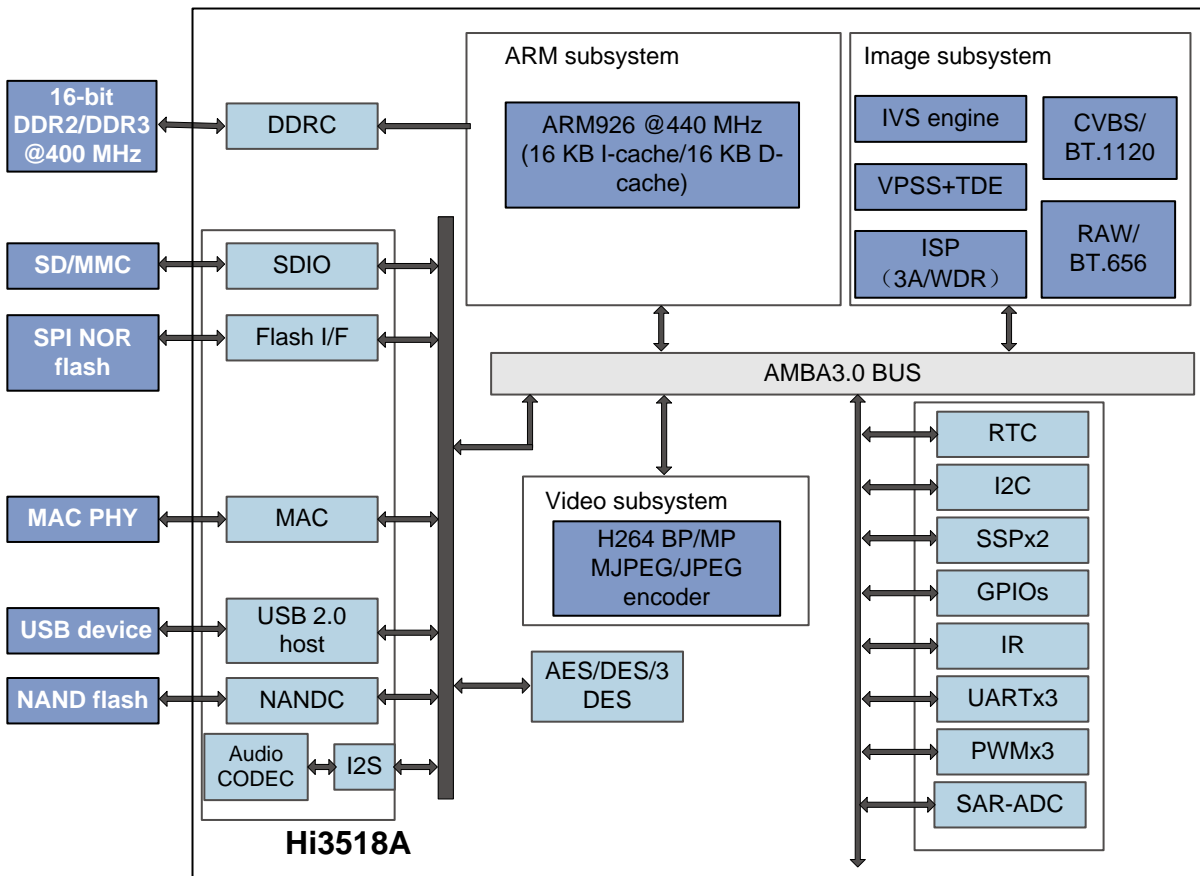 ARM subsystem
Image subsystem
16-bit
DDR2/DDR3
@400 MHz
DDRC
ARM926 @440 MHz
(16 KB I-cache/16 KB D-
cache)
IVS engine
CVBS/
BT.1120
VPSS+TDE
ISP
（3A/WDR）
RAW/
BT.656
SD/MMC
SDIO
SPI NOR
flash
Flash I/F
AMBA3.0 BUS
MAC PHY
MAC
Video subsystem
H264 BP/MP
MJPEG/JPEG
encoder
USB device
USB 2.0
host
NAND flash
NANDC
AES/DES/3
DES
Audio
CODEC
I2S
RTC
I2C
SSPx2
GPIOs
IR
UARTx3
PWMx3
SAR-ADC
Hi3518A